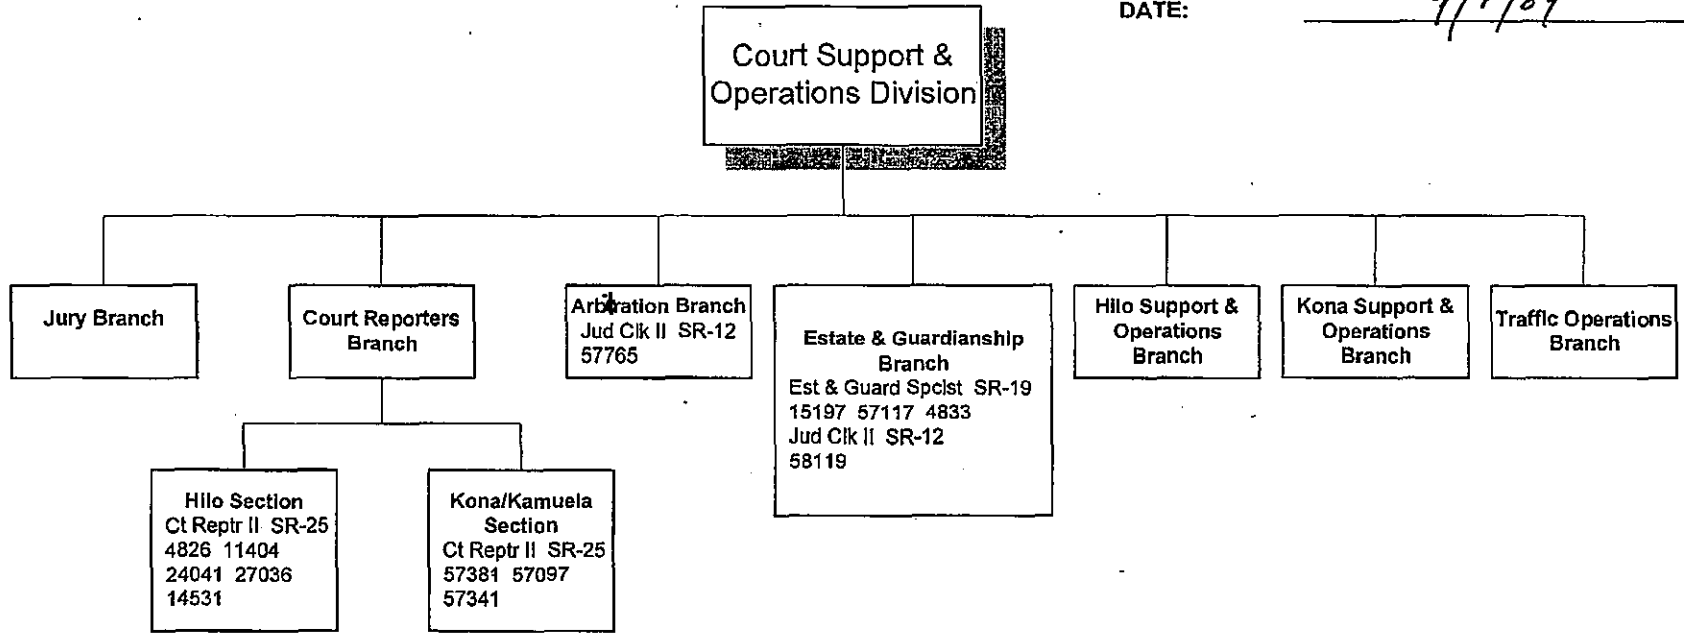 DATE:
Court Support &
Operations Division
Jury Branch
Court Reporters
Branch
Arbitration Branch
Jud Clk II SR-12
57765
Estate & Guardianship
Branch
Est & Guard Spclst SR-19
15197 57117 4833
Jud Clk II SR-12
58119
Hilo Support &
Operations
Branch
Kona Support &
Operations
Branch
Traffic Operations
Branch
Hilo Section
Ct Reptr II SR-25
4826 11404
24041 27036
14531
Kona/Kamuela
Section
Ct Reptr II SR-25
57381 57097
57341